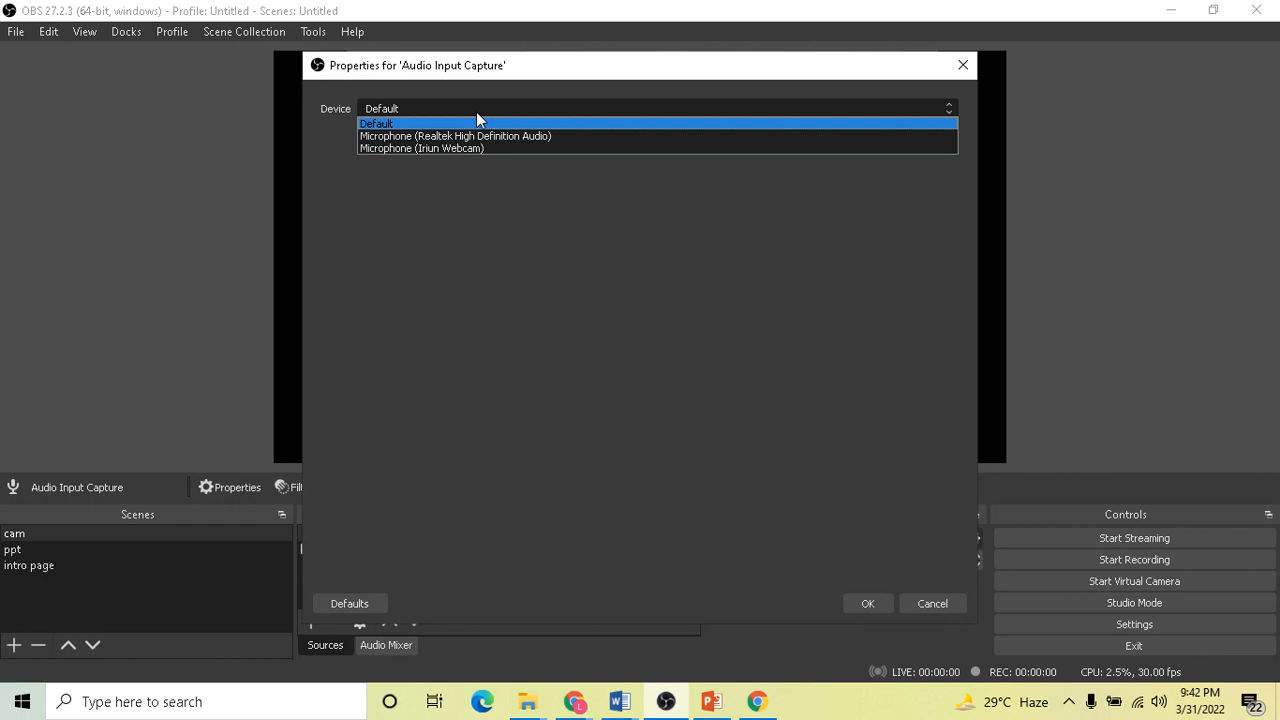 OBS 27.2.3 (64-bit, windows) - Profile: Untitled - Scenes: Untitled
File Edit View Docks Profile Scene Collection Tools Help
Properties for 'Audio Input Capture'
Device Default
Default
Microphone (Realtek High Definition Audio)
Microphone (Iriun Webcam)
Audio Input Capture Properties
Scenes Controls
cam
ppt
intro page
Start Streaming
Start Recording
Start Virtual Camera
Studio Mode
Settings
Exit
Defaults OK Cancel
Sources Audio Mixer
LIVE: 00:00:00 REC: 00:00:00 CPU: 2.5%, 30.00 fps
Type here to search
L
29°C Haze
9:42 PM
3/31/2022
22